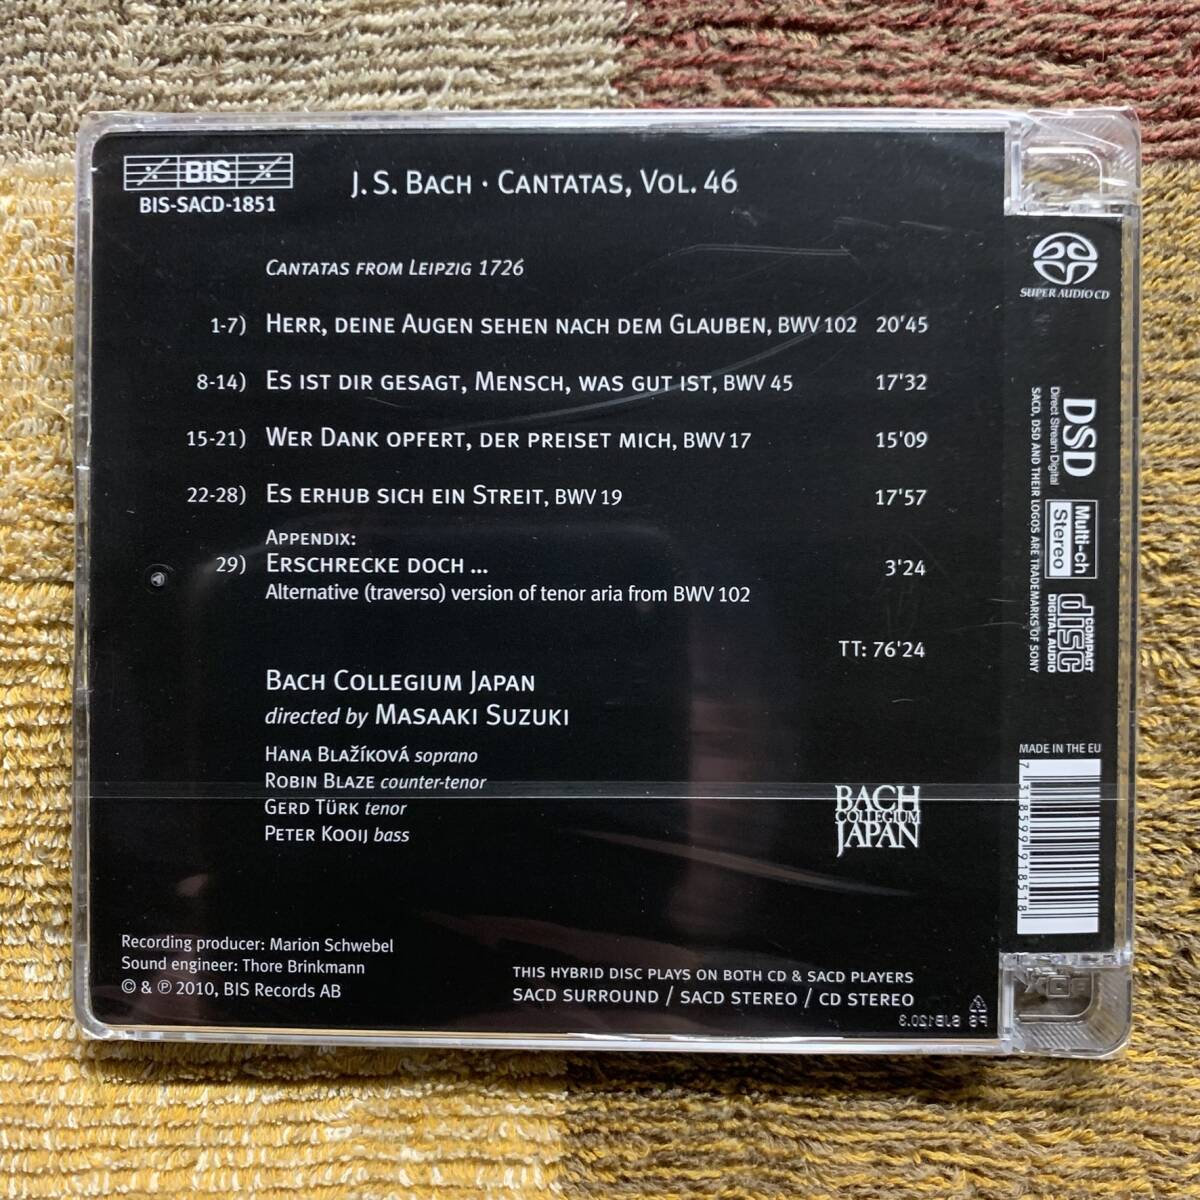 BIS
BIS-SACD-1851
J. S. BACH · CANTATAS, VOL. 46
CANTATAS FROM LEIPZIG 1726
1-7) HERR, DEINE AUGEN SEHEN NACH DEM GLAUBEN, BWV 102 20'45
8-14) ES IST DIR GESAGT, MENSCH, WAS GUT IST, BWV 45 17'32
15-21) WER DANK OPFERT, DER PREISET MICH, BWV 17 15'09
22-28) ES ERHUB SICH EIN STREIT, BWV 19 17'57
APPENDIX:
29) ERSCHRECKE DOCH ... 3'24
Alternative (traverso) version of tenor aria from BWV 102
TT: 76'24
BACH COLLEGIUM JAPAN
directed by MASAAKI SUZUKI
HANA BLAŽÍKOVÁ soprano
ROBIN BLAZE counter-tenor
GERD TÜRK tenor
PETER KOOIJ bass
BACH
COLLEGIUM
JAPAN
Recording producer: Marion Schwebel
Sound engineer: Thore Brinkmann
© & ℗ 2010, BIS Records AB
THIS HYBRID DISC PLAYS ON BOTH CD & SACD PLAYERS
SACD SURROUND / SACD STEREO / CD STEREO
SUPER AUDIO CD
DSD
Direct Stream Digital
SACD, DSD AND THEIR LOGOS ARE TRADEMARKS OF SONY
Multi-ch
Stereo
COMPACT
disc
DIGITAL AUDIO
MADE IN THE EU
7 318599 918518